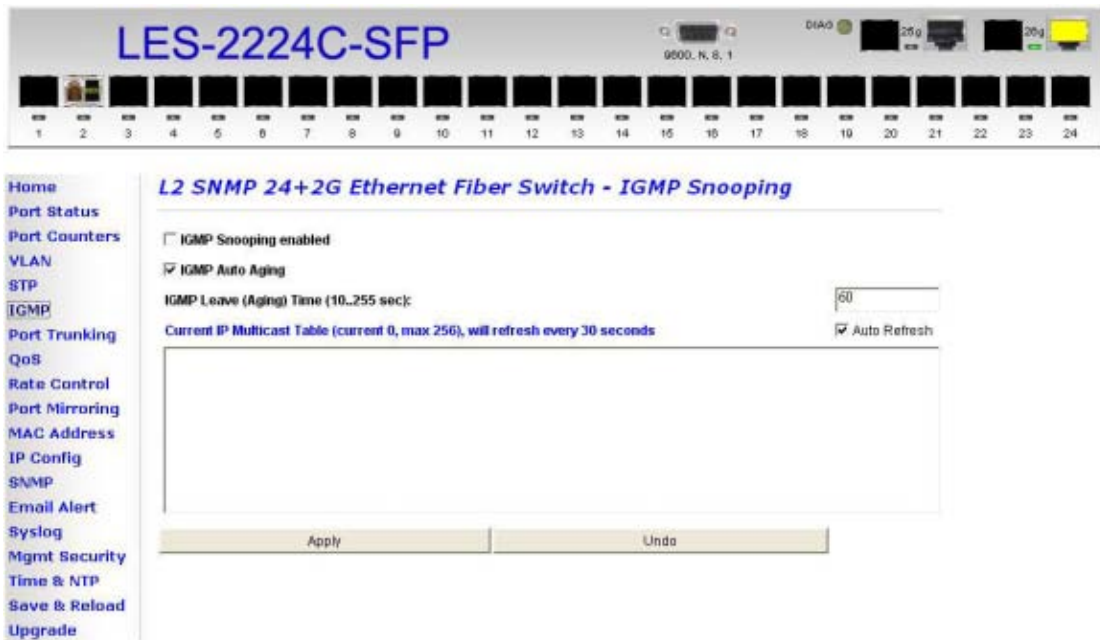 LES-2224C-SFP
9600, N, 8, 1
DIAG
25g
26g
1 2 3 4 5 6 7 8 9 10 11 12 13 14 15 16 17 18 19 20 21 22 23 24
Home
Port Status
Port Counters
VLAN
STP
IGMP
Port Trunking
QoS
Rate Control
Port Mirroring
MAC Address
IP Config
SNMP
Email Alert
Syslog
Mgmt Security
Time & NTP
Save & Reload
Upgrade
L2 SNMP 24+2G Ethernet Fiber Switch - IGMP Snooping
IGMP Snooping enabled
IGMP Auto Aging
IGMP Leave (Aging) Time (10..255 sec):
60
Current IP Multicast Table (current 0, max 256), will refresh every 30 seconds
Auto Refresh
Apply
Undo